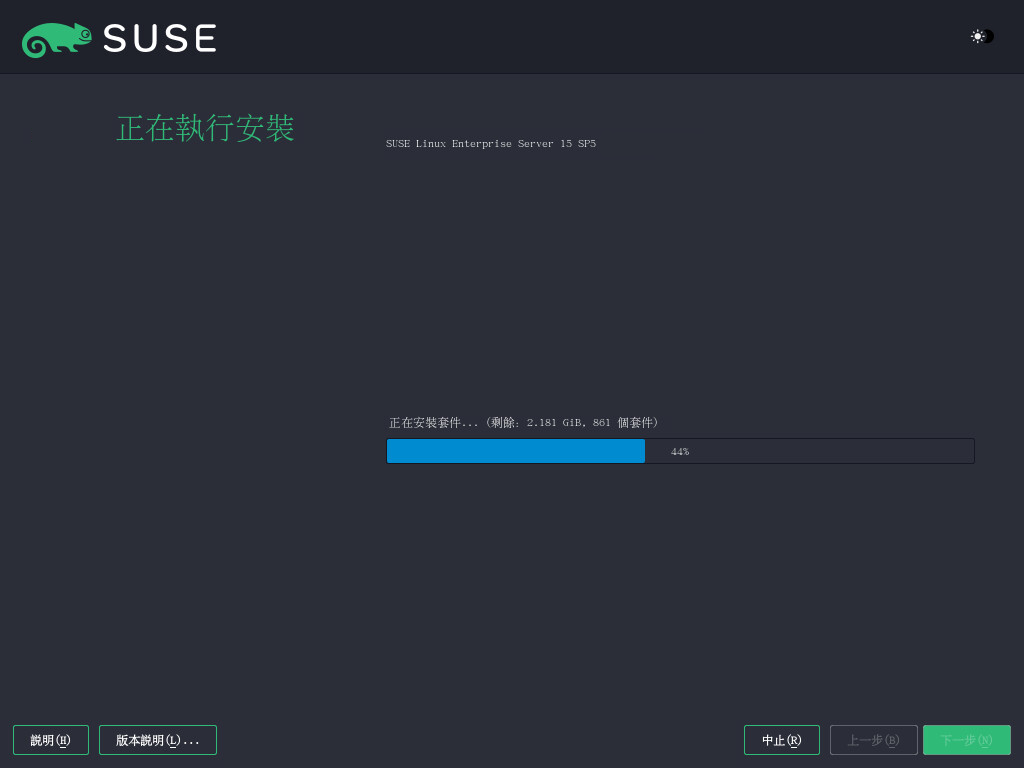 SUSE
正在執行安裝
SUSE Linux Enterprise Server 15 SP5
正在安裝套件... (剩餘: 2.181 GiB, 861 個套件)
44%
說明(H)
版本說明(L)...
中止(R)
上一步(B)
下一步(N)